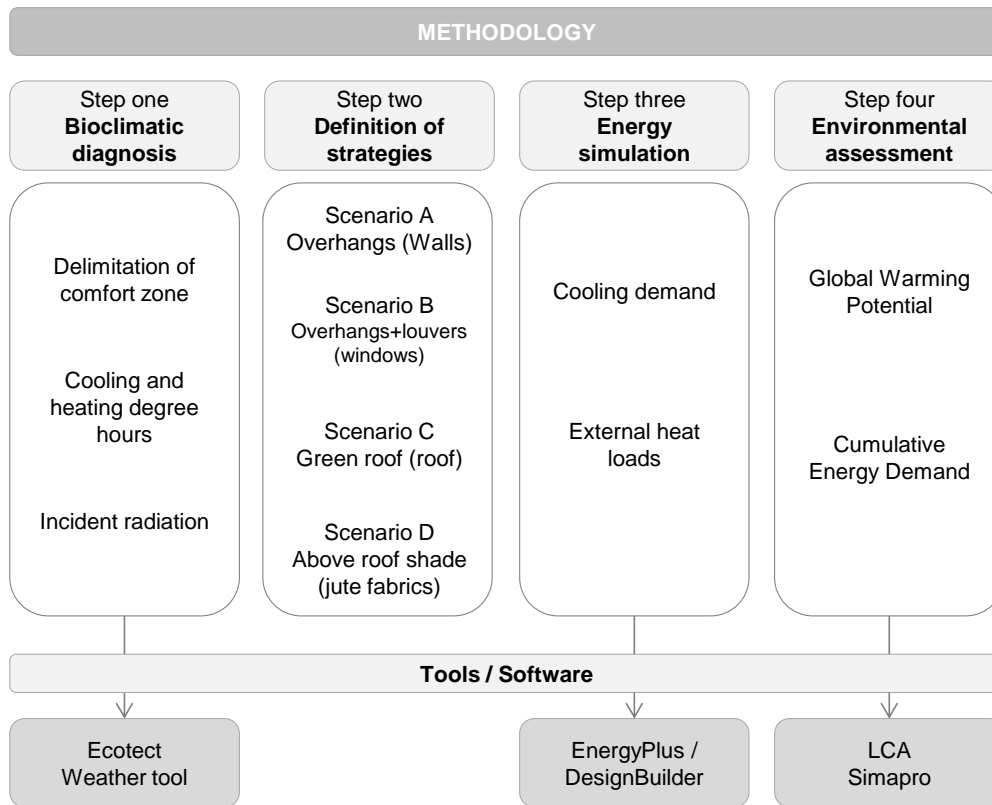 METHODOLOGY
Step one
Bioclimatic
diagnosis
Step two
Definition of
strategies
Step three
Energy
simulation
Step four
Environmental
assessment
Delimitation of
comfort zone
Cooling and
heating degree
hours
Incident radiation
Scenario A
Overhangs (Walls)
Scenario B
Overhangs+louvers
(windows)
Scenario C
Green roof (roof)
Scenario D
Above roof shade
(jute fabrics)
Cooling demand
External heat
loads
Global Warming
Potential
Cumulative
Energy Demand
Tools / Software
Ecotect
Weather tool
EnergyPlus /
DesignBuilder
LCA
Simapro